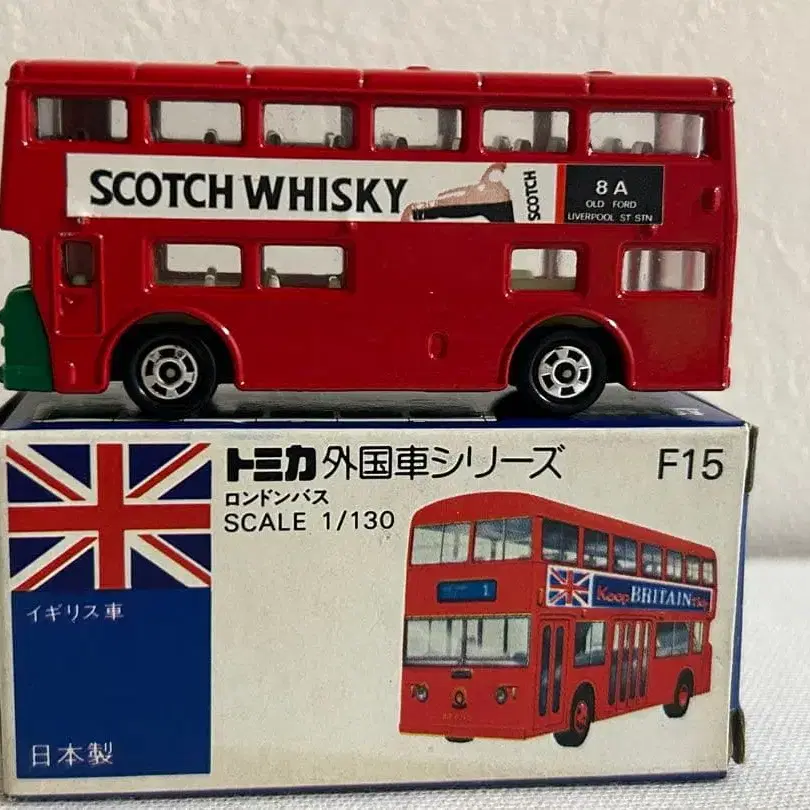 SCOTCH WHISKY
SCOTCH
8 A
OLD FORD
LIVERPOOL ST STN
トミカ 外国車シリーズ F15
ロンドンバス
SCALE 1/130
イギリス車
日本製
1
Keep BRITAIN